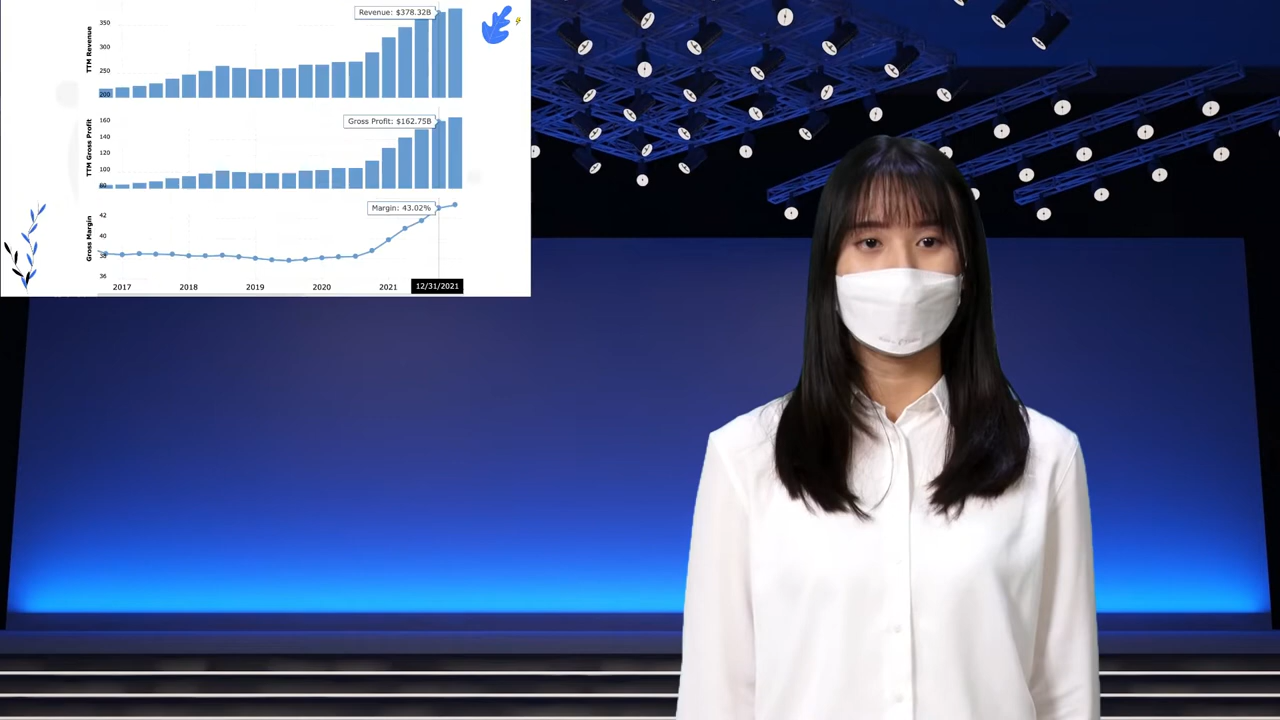 Revenue: $378.32B
TTM Revenue
350
300
250
200
Gross Profit: $162.75B
TTM Gross Profit
160
140
120
100
80
Margin: 43.02%
Gross Margin
42
40
38
36
2017 2018 2019 2020 2021 12/31/2021